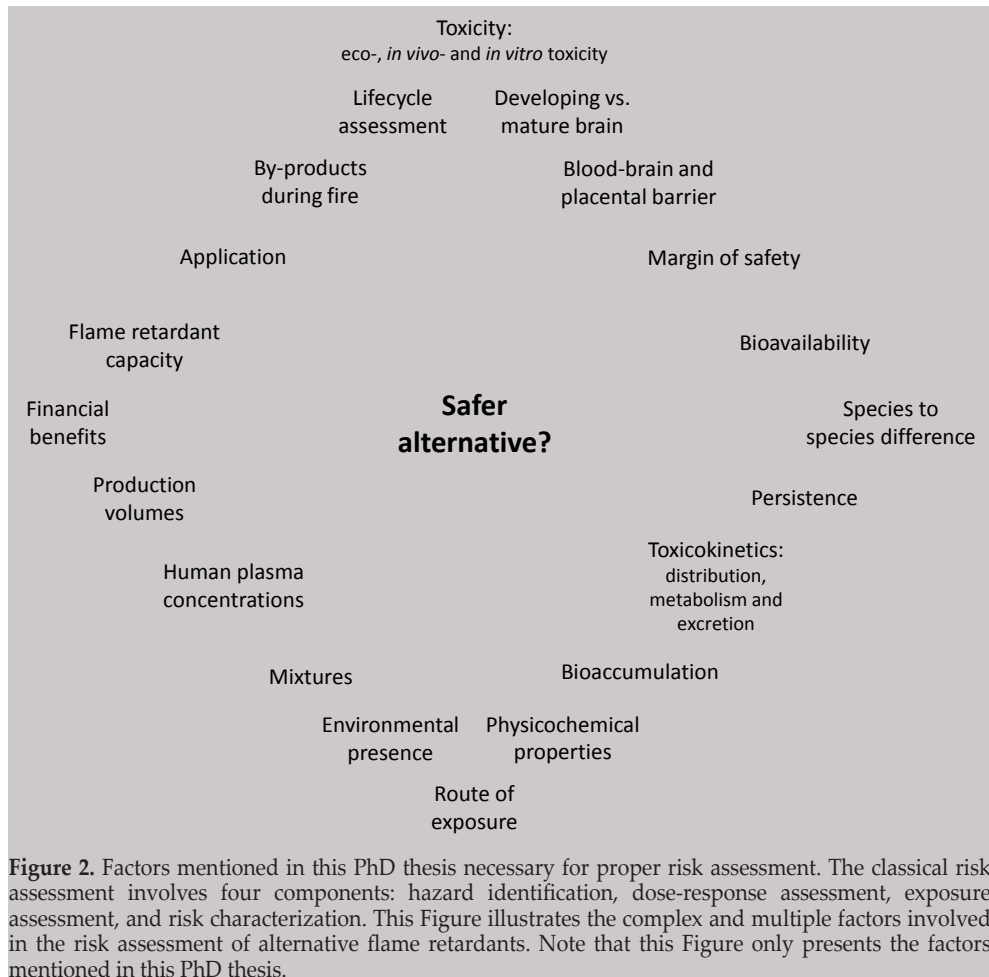 Toxicity:
eco-, in vivo- and in vitro toxicity
Lifecycle
assessment
Developing vs.
mature brain
By-products
during fire
Blood-brain and
placental barrier
Application
Margin of safety
Flame retardant
capacity
Bioavailability
Financial
benefits
Safer
alternative?
Species to
species difference
Production
volumes
Persistence
Human plasma
concentrations
Toxicokinetics:
distribution,
metabolism and
excretion
Mixtures
Bioaccumulation
Environmental
presence
Physicochemical
properties
Route of
exposure
Figure 2. Factors mentioned in this PhD thesis necessary for proper risk assessment. The classical risk
assessment involves four components: hazard identification, dose-response assessment, exposure
assessment, and risk characterization. This Figure illustrates the complex and multiple factors involved
in the risk assessment of alternative flame retardants. Note that this Figure only presents the factors
mentioned in this PhD thesis.